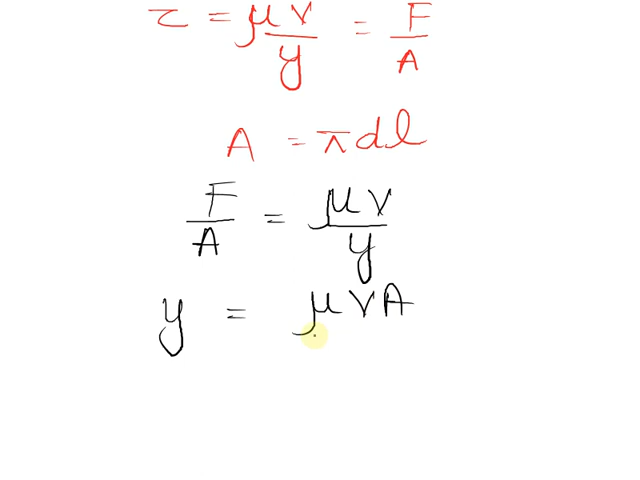 τ = μv/y = F/A
A = πdl
F/A = μv/y
y = μvA